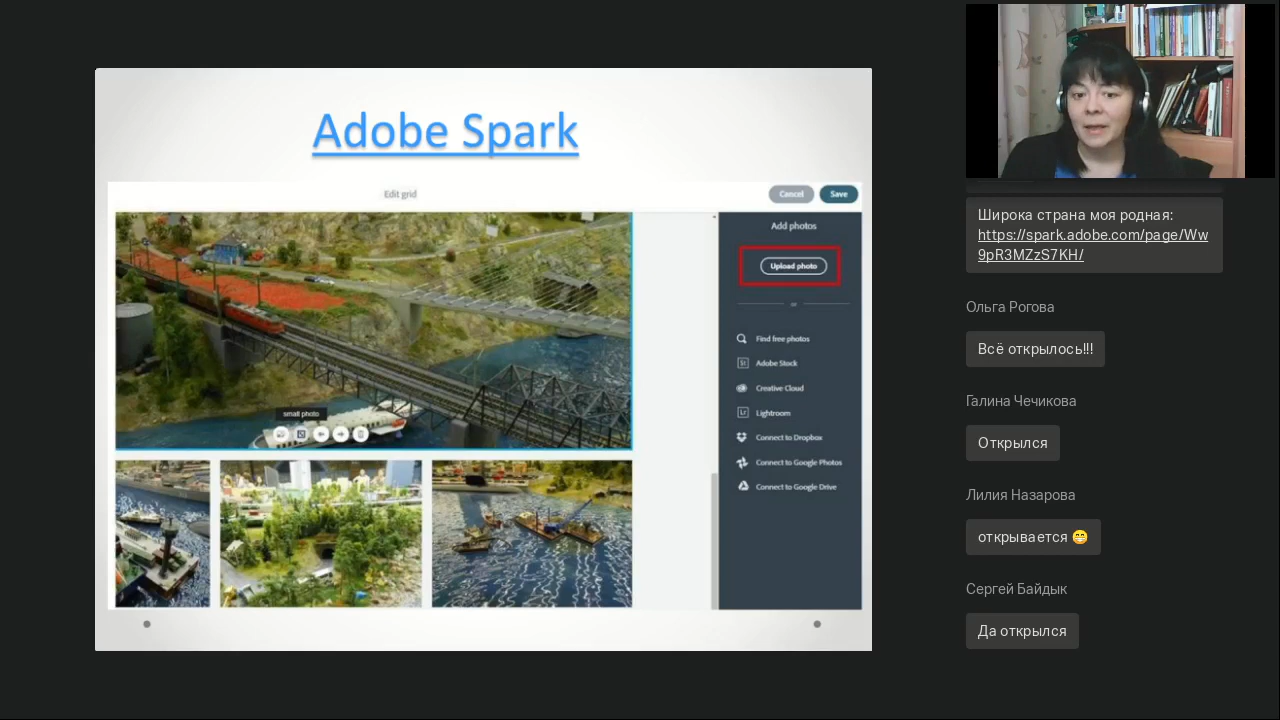 Adobe Spark
Edit grid
Cancel
Save
Add photos
Upload photo
or
Find free photos
St
Adobe Stock
Creative Cloud
Lr
Lightroom
Connect to Dropbox
Connect to Google Photos
Connect to Google Drive
small photo
Широка страна моя родная:
https://spark.adobe.com/page/Ww
9pR3MZzS7KH/
Ольга Рогова
Всё открылось!!!
Галина Чечикова
Открылся
Лилия Назарова
открывается 😁
Сергей Байдык
Да открылся